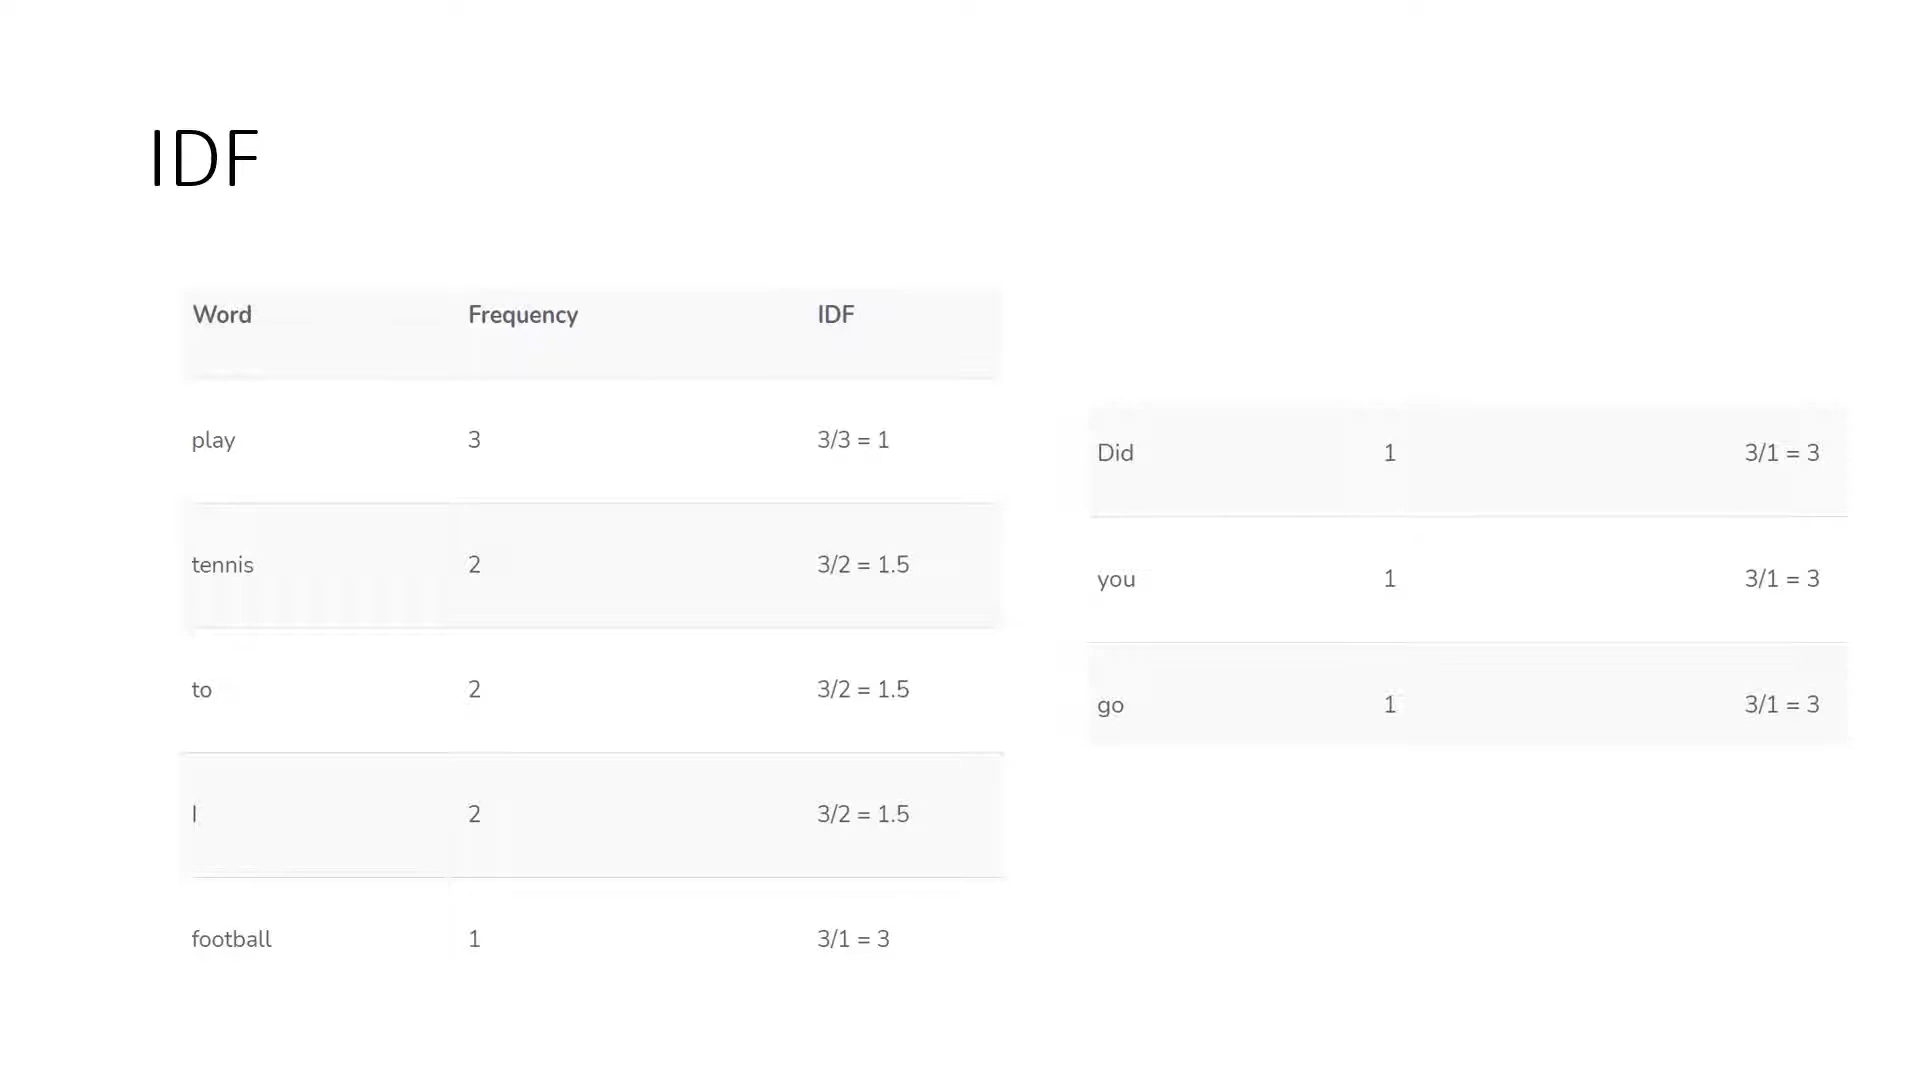 IDF
Word Frequency IDF
play 3 3/3 = 1
tennis 2 3/2 = 1.5
to 2 3/2 = 1.5
I 2 3/2 = 1.5
football 1 3/1 = 3
Did 1 3/1 = 3
you 1 3/1 = 3
go 1 3/1 = 3